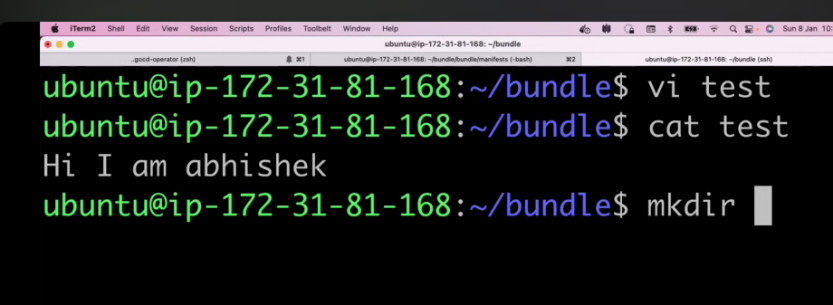 iTerm2 Shell Edit View Session Scripts Profiles Toolbelt Window Help Sun 8 Jan 10:
ubuntu@ip-172-31-81-168: ~/bundle
..gocd-operator (zsh) ⌘1 ubuntu@ip-172-31-81-168: ~/bundle/bundle/manifests (-bash) ⌘2 ubuntu@ip-172-31-81-168: ~/bundle (ssh)
ubuntu@ip-172-31-81-168:~/bundle$ vi test
ubuntu@ip-172-31-81-168:~/bundle$ cat test
Hi I am abhishek
ubuntu@ip-172-31-81-168:~/bundle$ mkdir